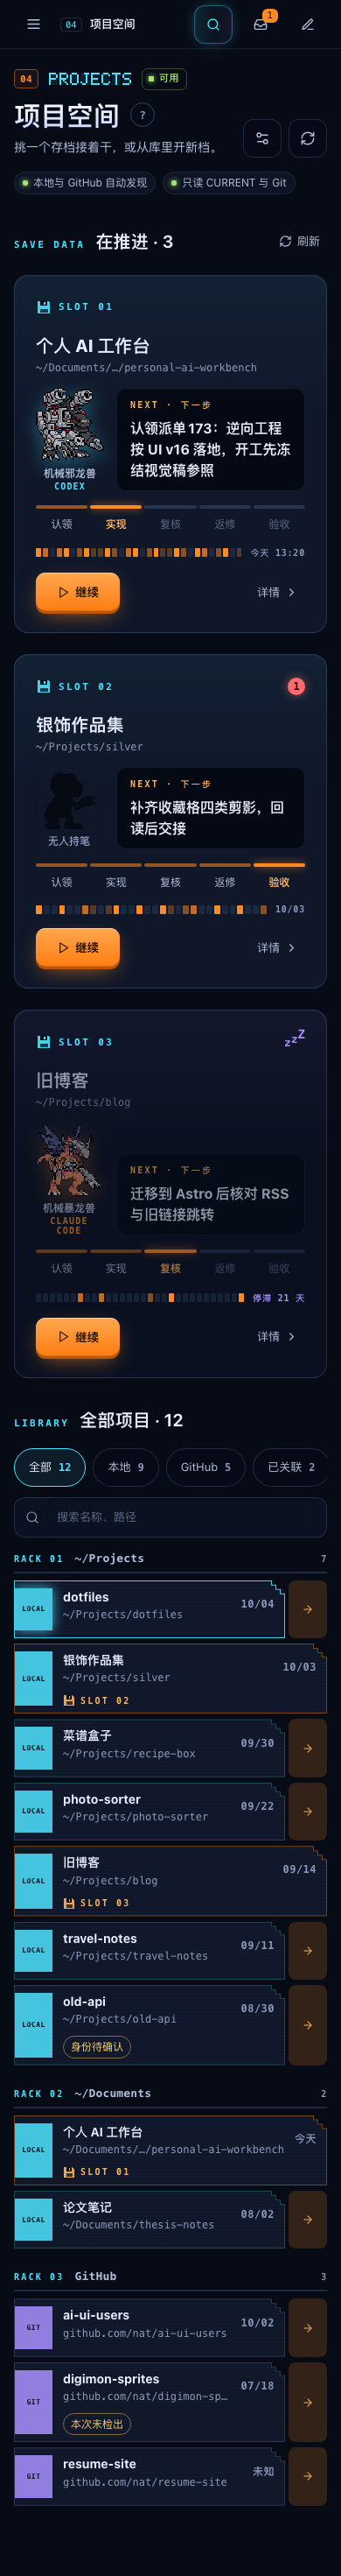 04 项目空间
1
04 PROJECTS 可用
项目空间 ?
挑一个存档接着干，或从库里开新档。
本地与 GitHub 自动发现 只读 CURRENT 与 Git
SAVE DATA 在推进 · 3 刷新
SLOT 01
个人 AI 工作台
~/Documents/…/personal-ai-workbench
NEXT · 下一步
认领派单 173：逆向工程
按 UI v16 落地，开工先冻
结视觉稿参照
机械邪龙兽
CODEX
认领 实现 复核 返修 验收
今天 13:20
继续 详情
SLOT 02 1
银饰作品集
~/Projects/silver
NEXT · 下一步
补齐收藏格四类剪影，回
读后交接
无人持笔
认领 实现 复核 返修 验收
10/03
继续 详情
SLOT 03 zzZ
旧博客
~/Projects/blog
NEXT · 下一步
迁移到 Astro 后核对 RSS
与旧链接跳转
机械暴龙兽
CLAUDE
CODE
认领 实现 复核 返修 验收
停滞 21 天
继续 详情
LIBRARY 全部项目 · 12
全部 12 本地 9 GitHub 5 已关联 2
搜索名称、路径
RACK 01 ~/Projects 7
LOCAL dotfiles 10/04
~/Projects/dotfiles
LOCAL 银饰作品集 10/03
~/Projects/silver
SLOT 02
LOCAL 菜谱盒子 09/30
~/Projects/recipe-box
LOCAL photo-sorter 09/22
~/Projects/photo-sorter
LOCAL 旧博客 09/14
~/Projects/blog
SLOT 03
LOCAL travel-notes 09/11
~/Projects/travel-notes
LOCAL old-api 08/30
~/Projects/old-api
身份待确认
RACK 02 ~/Documents 2
LOCAL 个人 AI 工作台 今天
~/Documents/…/personal-ai-workbench
SLOT 01
LOCAL 论文笔记 08/02
~/Documents/thesis-notes
RACK 03 GitHub 3
GIT ai-ui-users 10/02
github.com/nat/ai-ui-users
GIT digimon-sprites 07/18
github.com/nat/digimon-sp…
本次未检出
GIT resume-site 未知
github.com/nat/resume-site